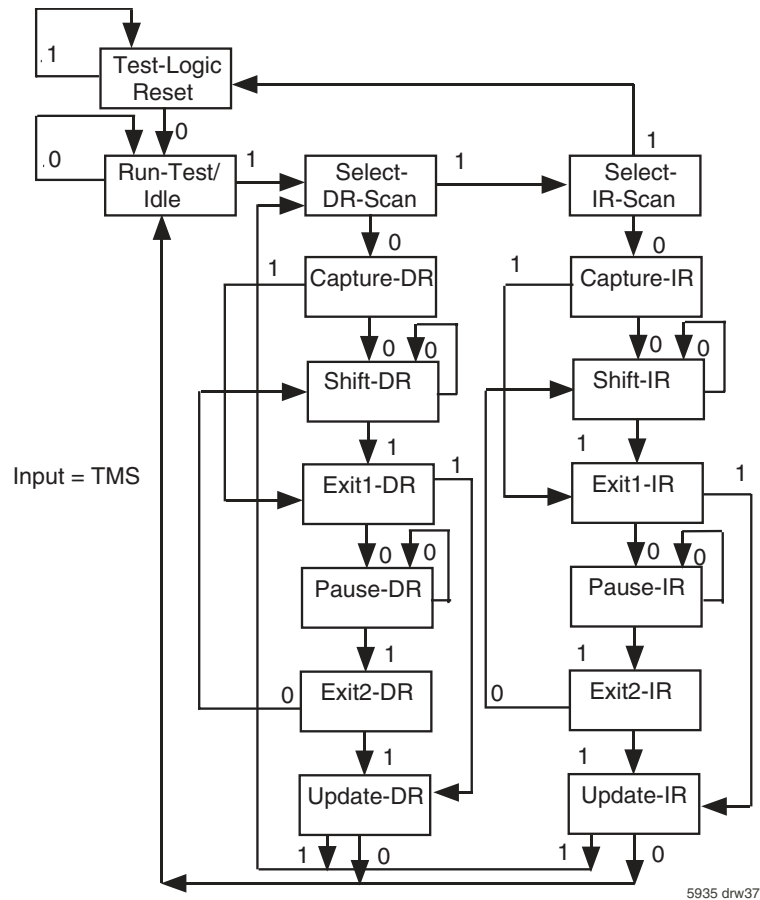 .1
Test-Logic
Reset
0
.0
Run-Test/
Idle
1
Select-
DR-Scan
1
1
Select-
IR-Scan
0
0
1
Capture-DR
1
Capture-IR
0
0
0
0
Shift-DR
Shift-IR
1
1
Input = TMS
Exit1-DR
1
Exit1-IR
1
0
0
0
0
Pause-DR
Pause-IR
1
1
0
Exit2-DR
0
Exit2-IR
1
1
Update-DR
Update-IR
1
0
1
0
5935 drw37